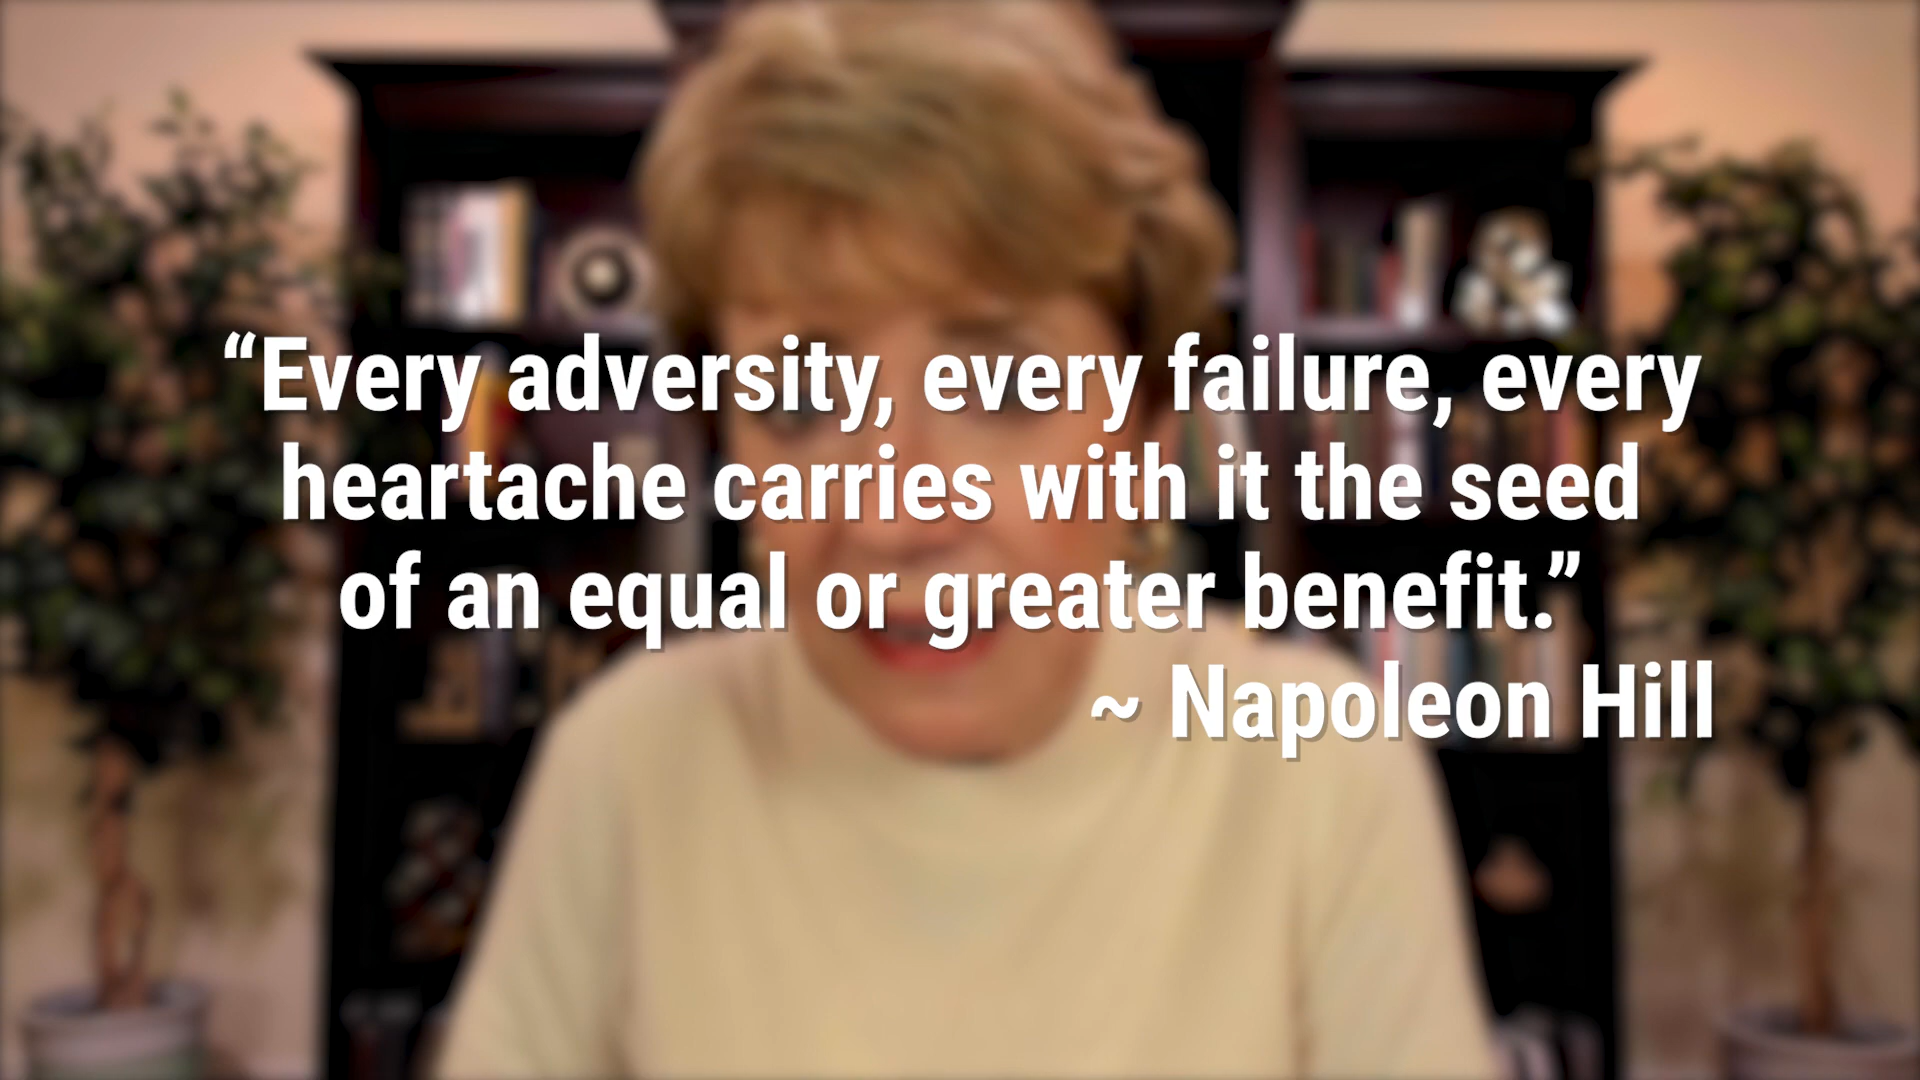 “Every adversity, every failure, every
heartache carries with it the seed
of an equal or greater benefit.”
~ Napoleon Hill